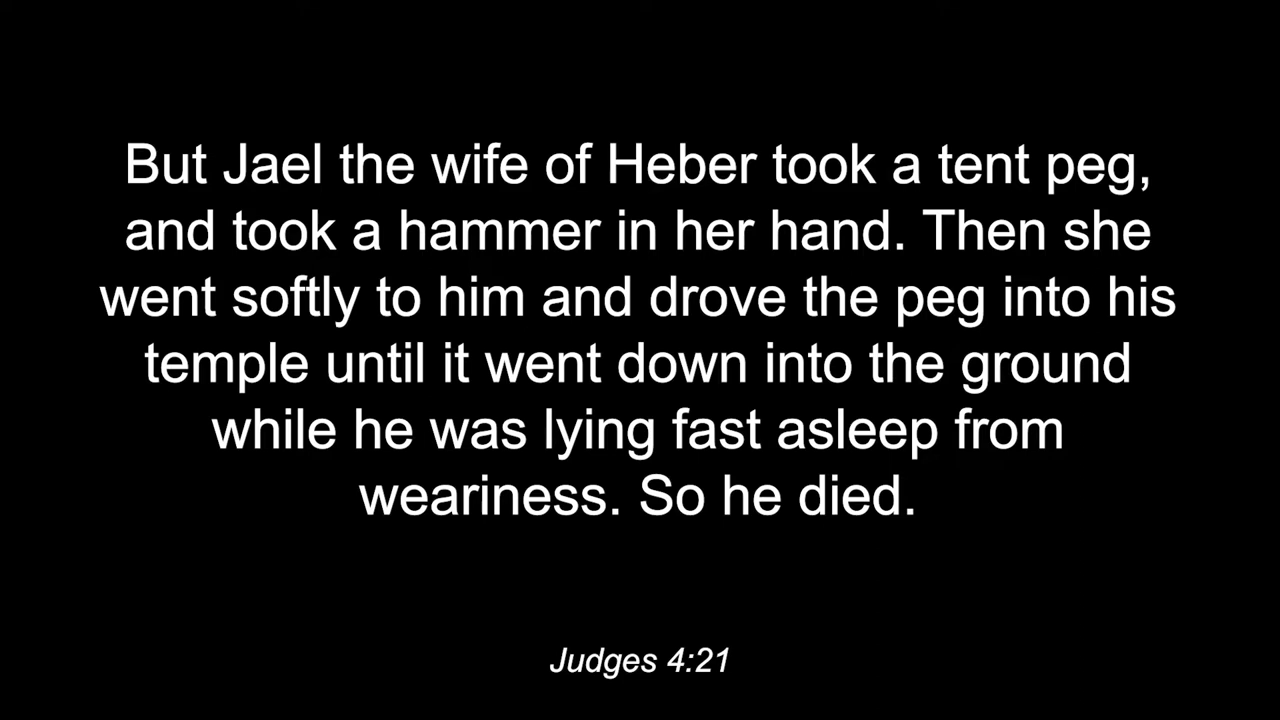 But Jael the wife of Heber took a tent peg,
and took a hammer in her hand. Then she
went softly to him and drove the peg into his
temple until it went down into the ground
while he was lying fast asleep from
weariness. So he died.
Judges 4:21